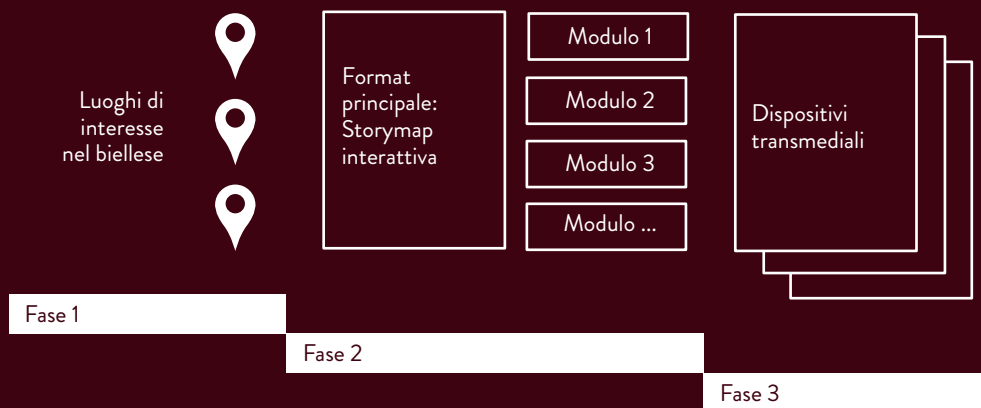 Luoghi di
interesse
nel biellese
Format
principale:
Storymap
interattiva
Modulo 1
Modulo 2
Modulo 3
Modulo ...
Dispositivi
transmediali
Fase 1
Fase 2
Fase 3